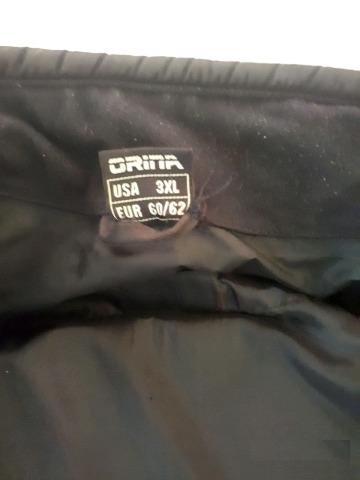 ORINA
USA 3XL
EUR 60/62